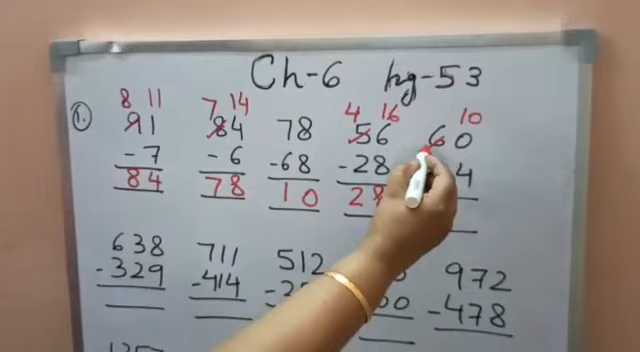 Ch-6 pg-53
8 11 7 14 4 16 10
1. 91 84 78 56 60
-7 -6 -68 -28 4
84 78 10 28
638 711 512 972
-329 -414 -478